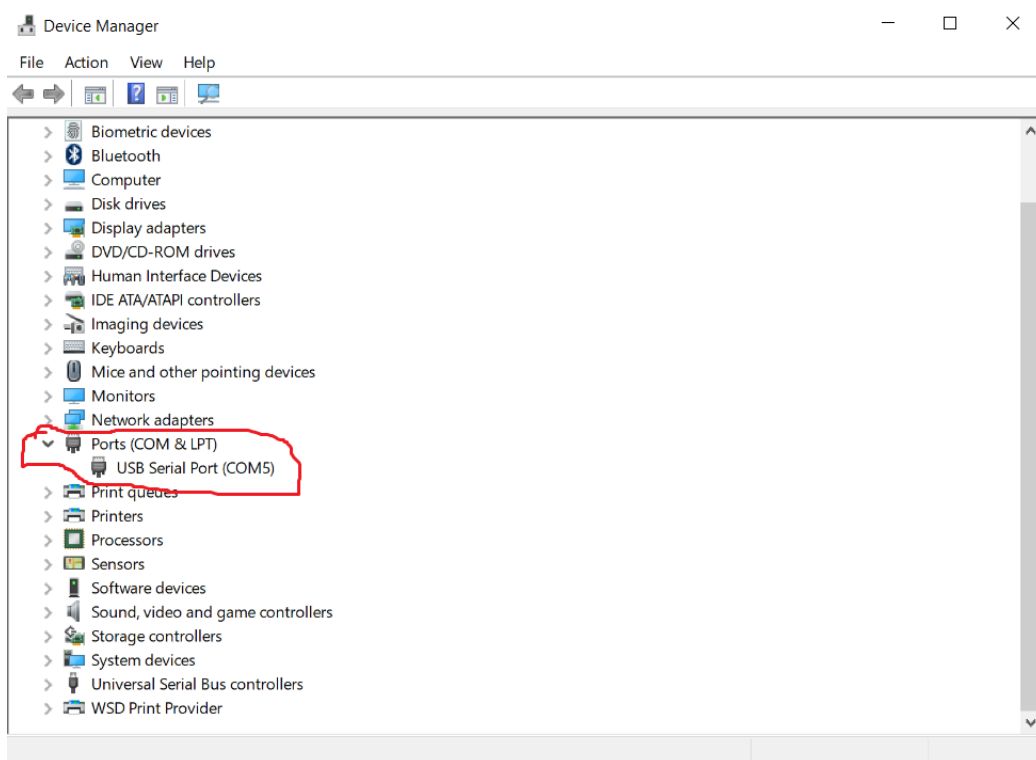 Device Manager
File Action View Help
Biometric devices
Bluetooth
Computer
Disk drives
Display adapters
DVD/CD-ROM drives
Human Interface Devices
IDE ATA/ATAPI controllers
Imaging devices
Keyboards
Mice and other pointing devices
Monitors
Network adapters
Ports (COM & LPT)
USB Serial Port (COM5)
Print queues
Printers
Processors
Sensors
Software devices
Sound, video and game controllers
Storage controllers
System devices
Universal Serial Bus controllers
WSD Print Provider